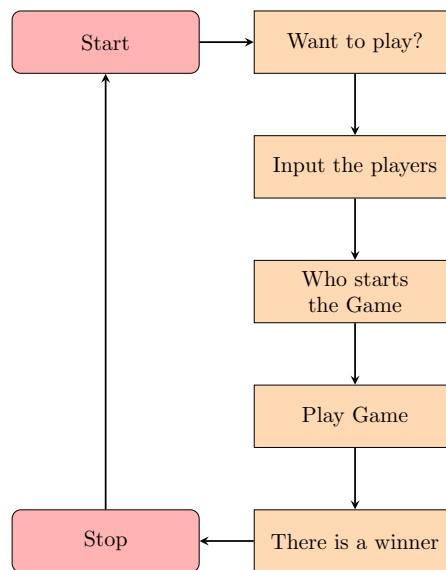 Start
Want to play?
Input the players
Who starts
the Game
Play Game
There is a winner
Stop